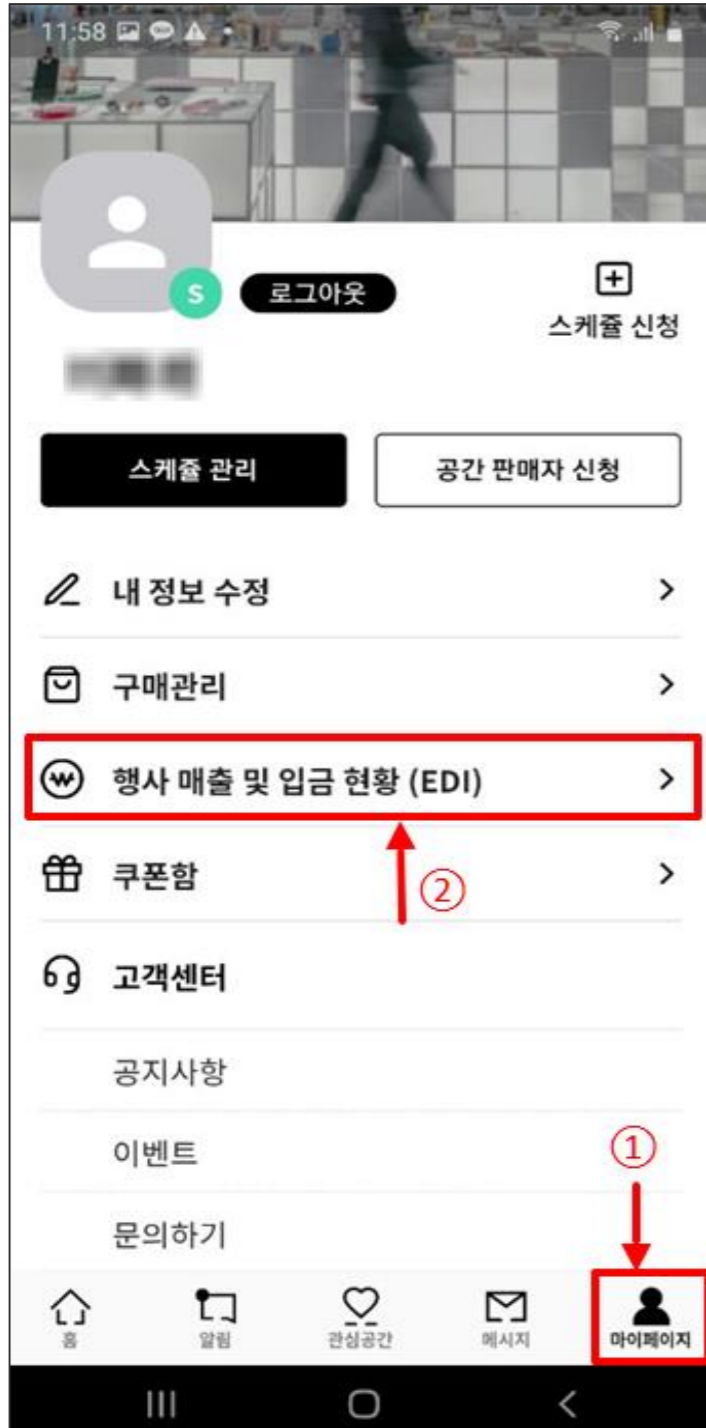 11:58
S
로그아웃
스케쥴 신청
스케쥴 관리
공간 판매자 신청
내 정보 수정
구매관리
행사 매출 및 입금 현황 (EDI)
쿠폰함
②
고객센터
공지사항
이벤트
①
문의하기
홈
알림
관심공간
메시지
마이페이지